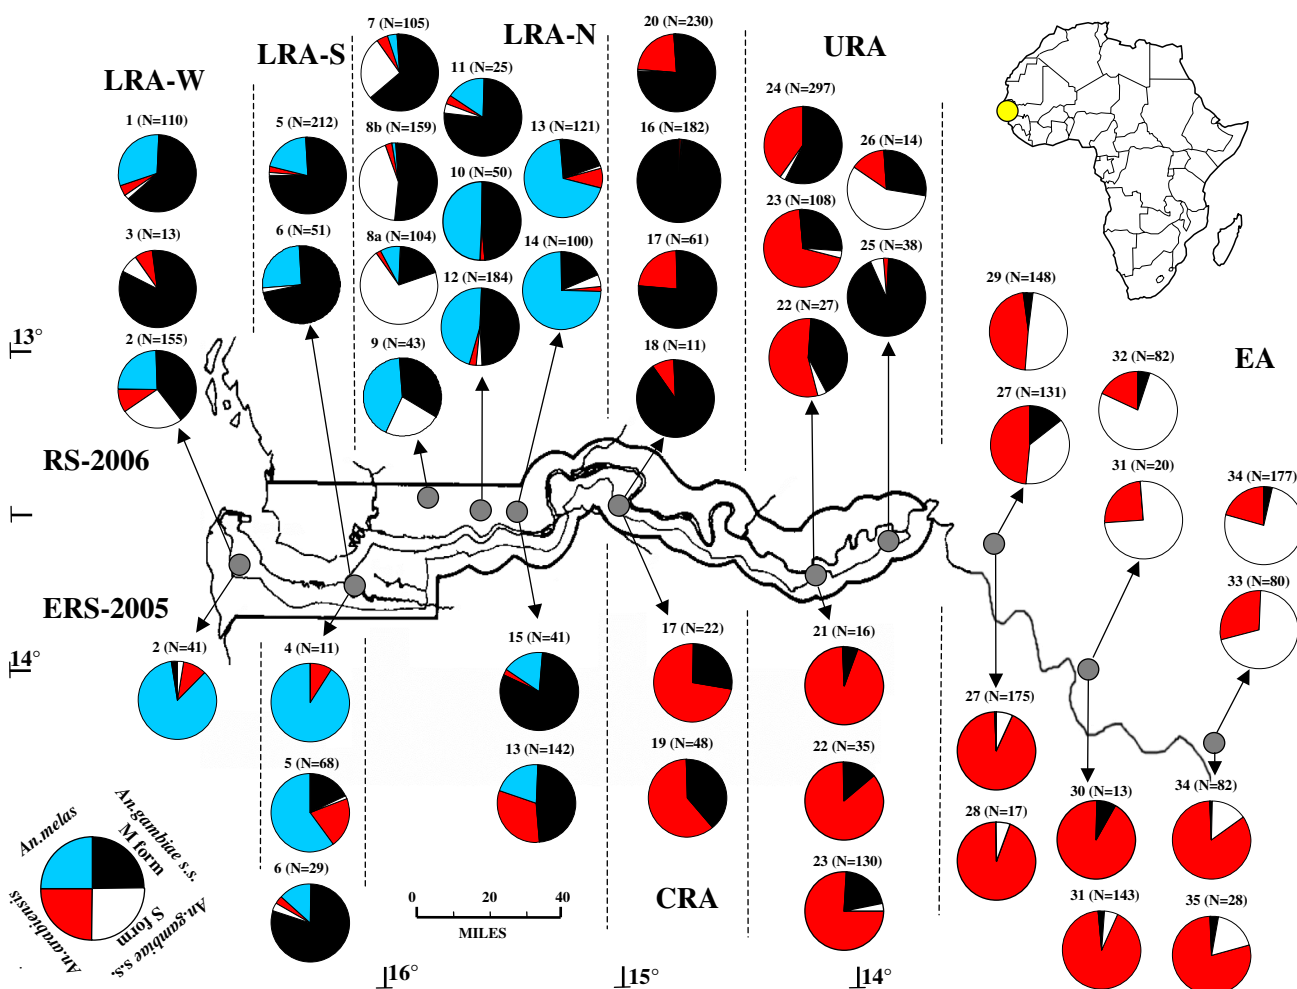 7 (N=105)
20 (N=230)
LRA-N
URA
LRA-S
LRA-W
11 (N=25)
24 (N=297)
1 (N=110)
5 (N=212)
8b (N=159)
13 (N=121)
16 (N=182)
26 (N=14)
10 (N=50)
23 (N=108)
3 (N=13)
6 (N=51)
8a (N=104)
14 (N=100)
17 (N=61)
25 (N=38)
12 (N=184)
29 (N=148)
22 (N=27)
13°
2 (N=155)
9 (N=43)
18 (N=11)
32 (N=82)
EA
27 (N=131)
RS-2006
31 (N=20)
34 (N=177)
33 (N=80)
ERS-2005
14°
2 (N=41)
4 (N=11)
15 (N=41)
17 (N=22)
21 (N=16)
27 (N=175)
19 (N=48)
22 (N=35)
13 (N=142)
5 (N=68)
30 (N=13)
34 (N=82)
28 (N=17)
An.melas
An.gambiae s.s.
M form
An.arabiensis
S form
An.gambiae s.s.
6 (N=29)
23 (N=130)
0 20 40
MILES
CRA
31 (N=143)
35 (N=28)
16°
15°
14°